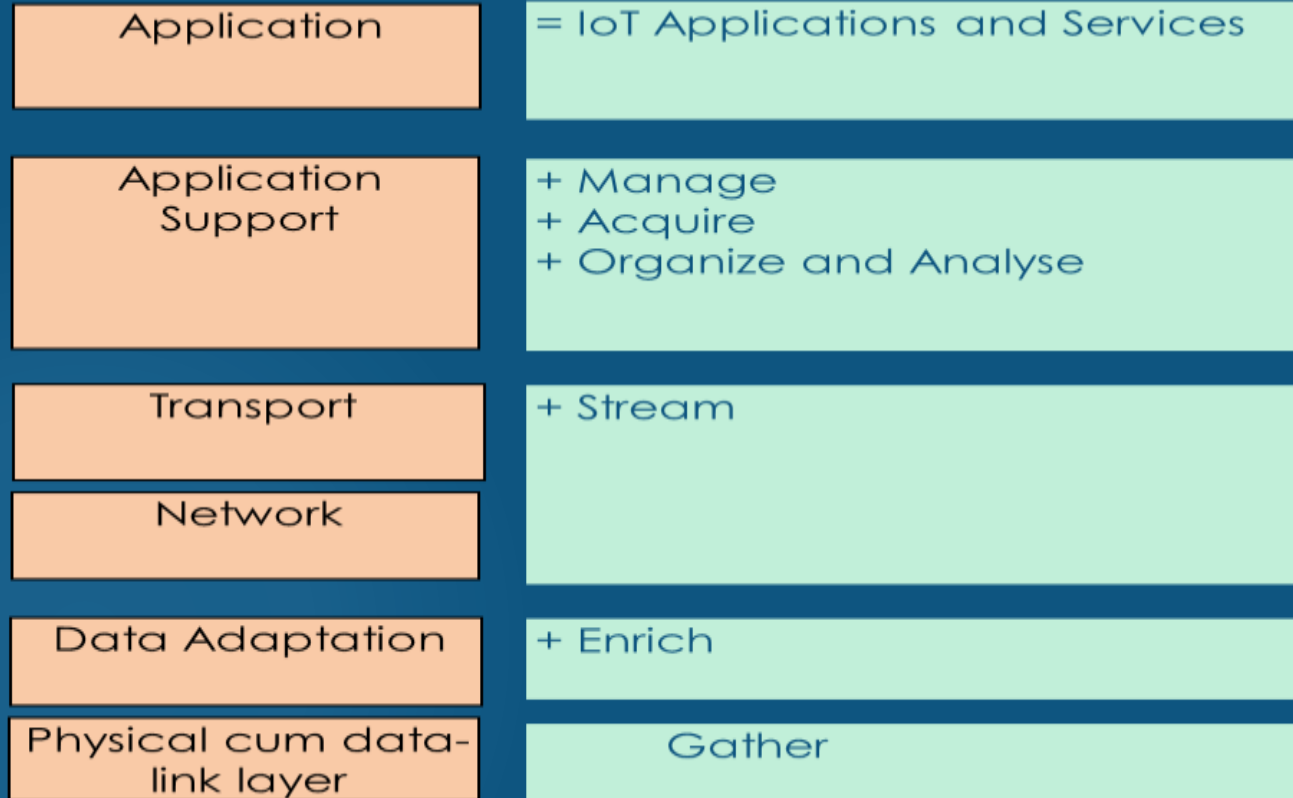 Application
= IoT Applications and Services
Application
Support
+ Manage
+ Acquire
+ Organize and Analyse
Transport
+ Stream
Network
Data Adaptation
+ Enrich
Physical cum data-
link layer
Gather